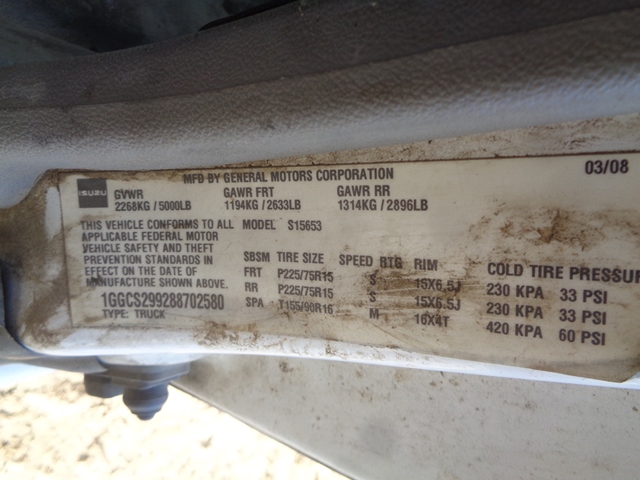 MFD BY GENERAL MOTORS CORPORATION 03/08
ISUZU GVWR GAWR FRT GAWR RR
2268KG / 5000LB 1194KG / 2633LB 1314KG / 2896LB
THIS VEHICLE CONFORMS TO ALL MODEL S15653
APPLICABLE FEDERAL MOTOR
VEHICLE SAFETY AND THEFT
PREVENTION STANDARDS IN SBSM TIRE SIZE SPEED RTG RIM COLD TIRE PRESSUR
EFFECT ON THE DATE OF FRT P225/75R15 S 15X6.5J 230 KPA 33 PSI
MANUFACTURE SHOWN ABOVE. RR P225/75R15 S 15X6.5J 230 KPA 33 PSI
1GGCS299288702580 SPA T155/90R16 M 16X4T 420 KPA 60 PSI
TYPE: TRUCK